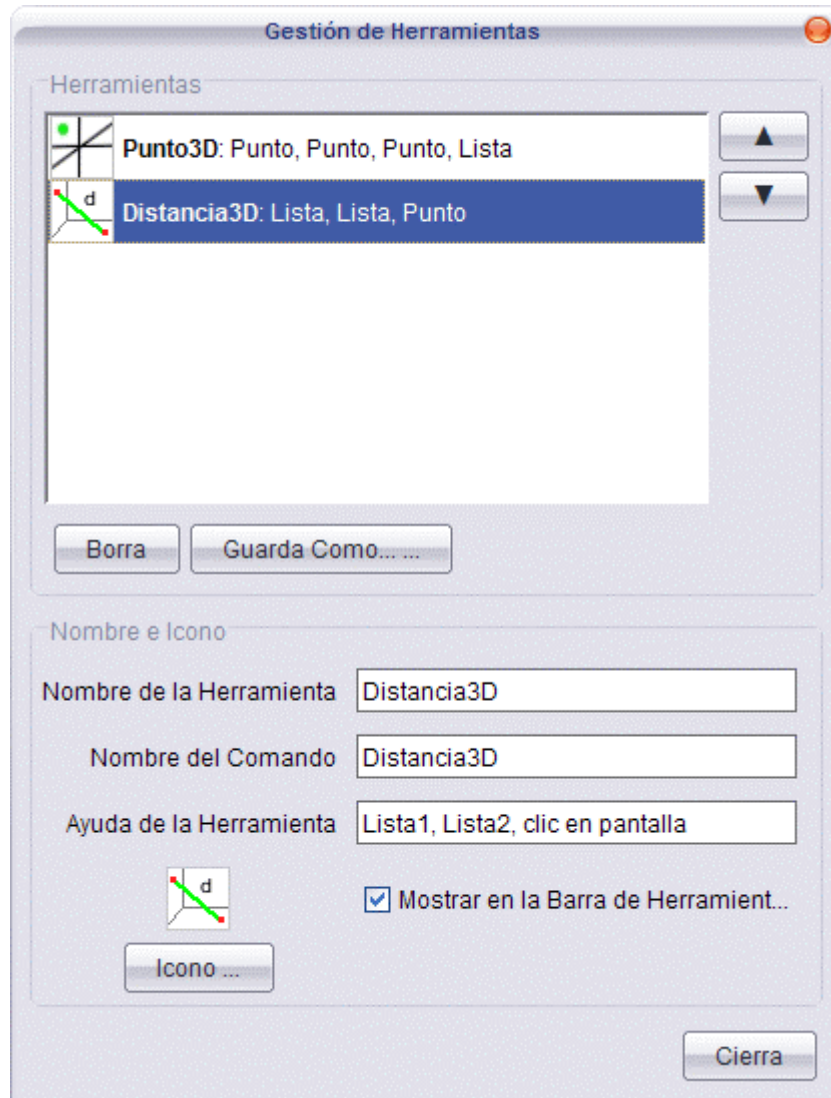 Gestión de Herramientas
Herramientas
Punto3D: Punto, Punto, Punto, Lista
d
Distancia3D: Lista, Lista, Punto
Borra
Guarda Como... ...
Nombre e Icono
Nombre de la Herramienta
Distancia3D
Nombre del Comando
Distancia3D
Ayuda de la Herramienta
Lista1, Lista2, clic en pantalla
d
Mostrar en la Barra de Herramient...
Icono ...
Cierra